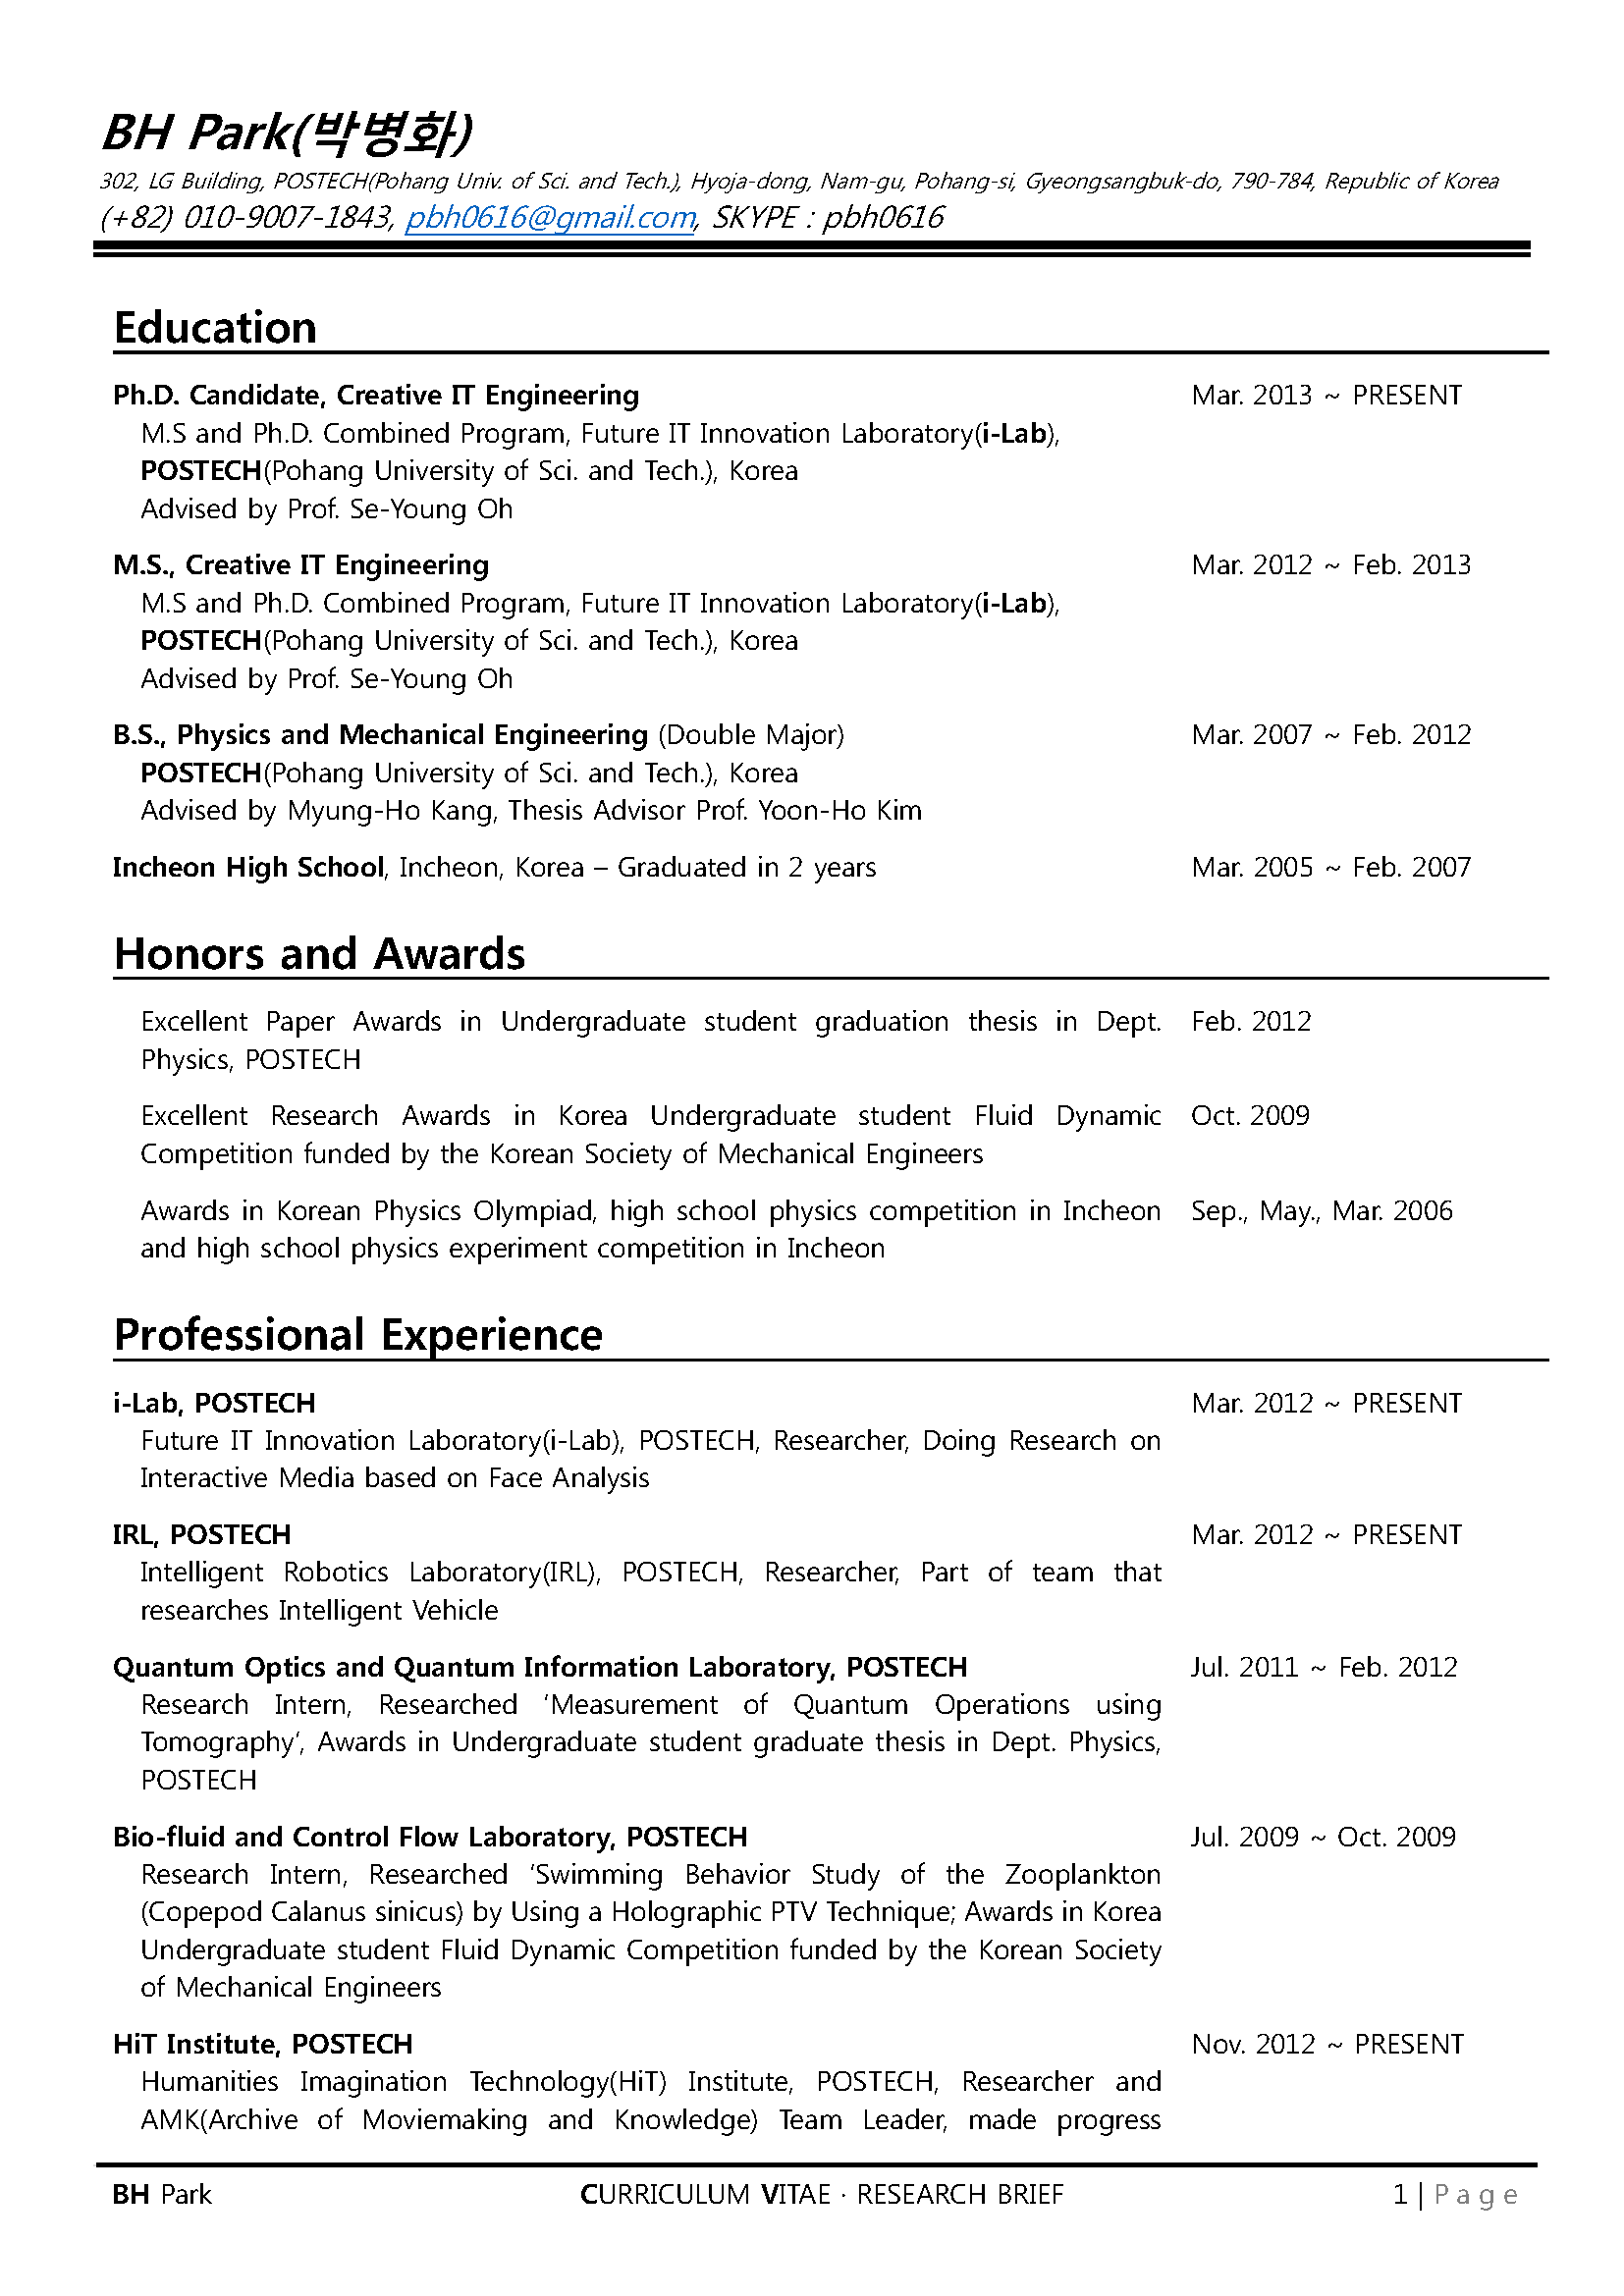 BH Park(박병화)
302, LG Building, POSTECH(Pohang Univ. of Sci. and Tech.), Hyoja-dong, Nam-gu, Pohang-si, Gyeongsangbuk-do, 790-784, Republic of Korea
(+82) 010-9007-1843, pbh0616@gmail.com, SKYPE : pbh0616
Education
Ph.D. Candidate, Creative IT Engineering Mar. 2013 ~ PRESENT
M.S and Ph.D. Combined Program, Future IT Innovation Laboratory(i-Lab),
POSTECH(Pohang University of Sci. and Tech.), Korea
Advised by Prof. Se-Young Oh
M.S., Creative IT Engineering Mar. 2012 ~ Feb. 2013
M.S and Ph.D. Combined Program, Future IT Innovation Laboratory(i-Lab),
POSTECH(Pohang University of Sci. and Tech.), Korea
Advised by Prof. Se-Young Oh
B.S., Physics and Mechanical Engineering (Double Major) Mar. 2007 ~ Feb. 2012
POSTECH(Pohang University of Sci. and Tech.), Korea
Advised by Myung-Ho Kang, Thesis Advisor Prof. Yoon-Ho Kim
Incheon High School, Incheon, Korea – Graduated in 2 years Mar. 2005 ~ Feb. 2007
Honors and Awards
Excellent Paper Awards in Undergraduate student graduation thesis in Dept. Feb. 2012
Physics, POSTECH
Excellent Research Awards in Korea Undergraduate student Fluid Dynamic Oct. 2009
Competition funded by the Korean Society of Mechanical Engineers
Awards in Korean Physics Olympiad, high school physics competition in Incheon Sep., May., Mar. 2006
and high school physics experiment competition in Incheon
Professional Experience
i-Lab, POSTECH Mar. 2012 ~ PRESENT
Future IT Innovation Laboratory(i-Lab), POSTECH, Researcher, Doing Research on
Interactive Media based on Face Analysis
IRL, POSTECH Mar. 2012 ~ PRESENT
Intelligent Robotics Laboratory(IRL), POSTECH, Researcher, Part of team that
researches Intelligent Vehicle
Quantum Optics and Quantum Information Laboratory, POSTECH Jul. 2011 ~ Feb. 2012
Research Intern, Researched ‘Measurement of Quantum Operations using
Tomography’, Awards in Undergraduate student graduate thesis in Dept. Physics,
POSTECH
Bio-fluid and Control Flow Laboratory, POSTECH Jul. 2009 ~ Oct. 2009
Research Intern, Researched ‘Swimming Behavior Study of the Zooplankton
(Copepod Calanus sinicus) by Using a Holographic PTV Technique; Awards in Korea
Undergraduate student Fluid Dynamic Competition funded by the Korean Society
of Mechanical Engineers
HiT Institute, POSTECH Nov. 2012 ~ PRESENT
Humanities Imagination Technology(HiT) Institute, POSTECH, Researcher and
AMK(Archive of Moviemaking and Knowledge) Team Leader, made progress
BH Park CURRICULUM VITAE · RESEARCH BRIEF 1 | Page